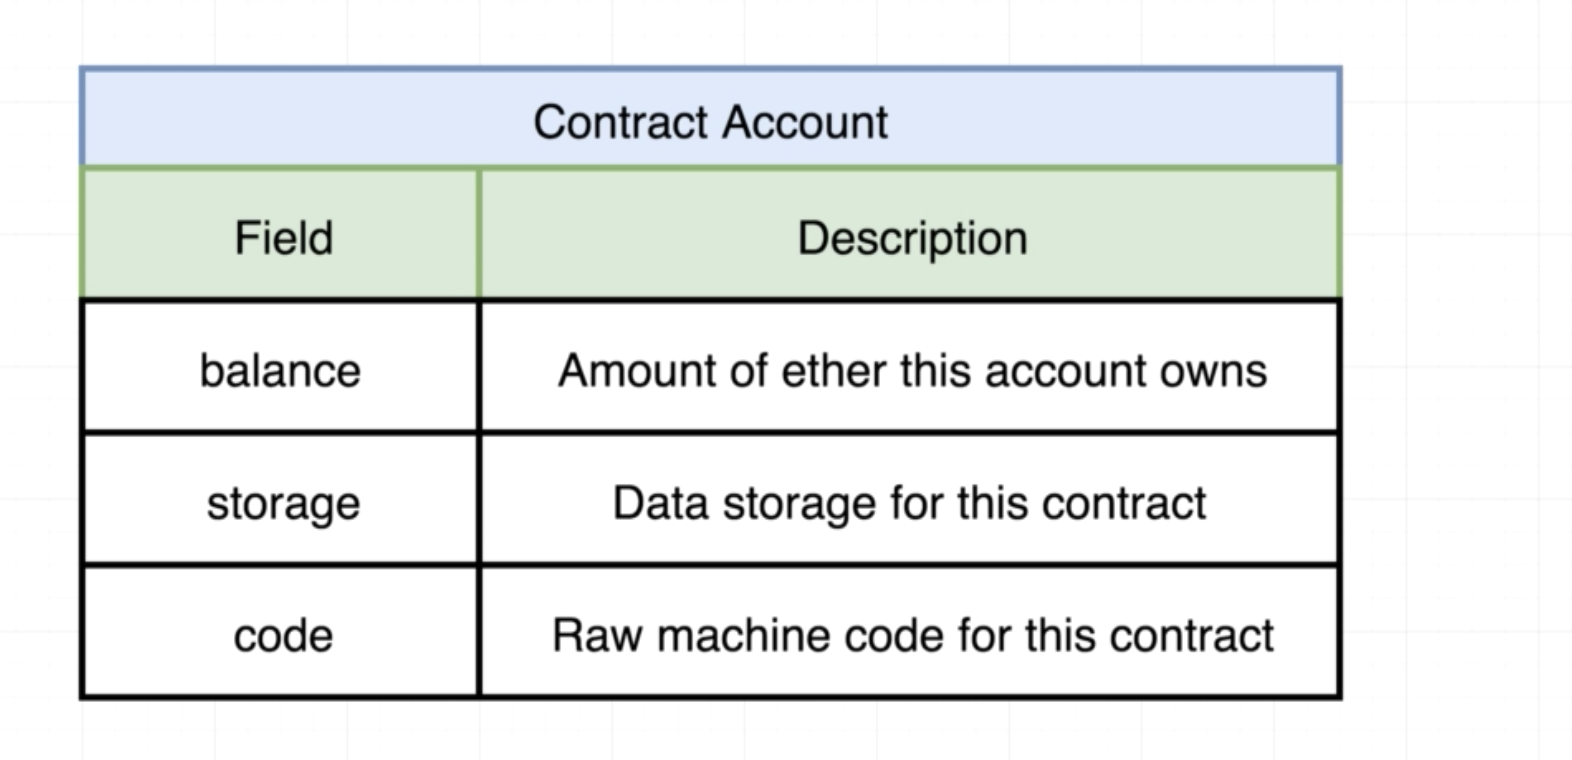 Contract Account
Field Description
balance Amount of ether this account owns
storage Data storage for this contract
code Raw machine code for this contract